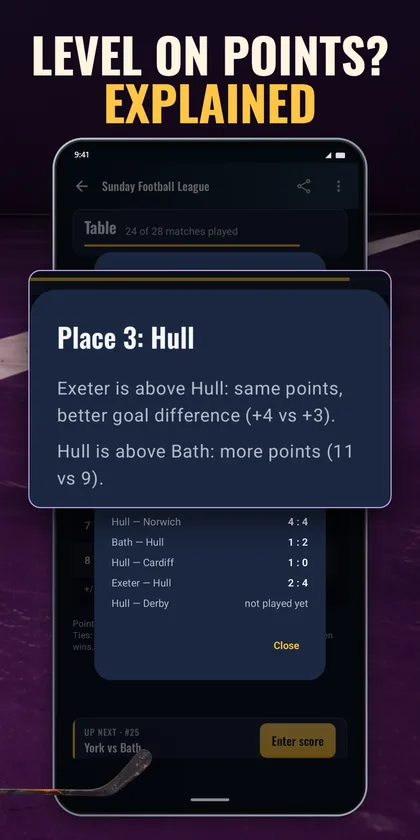 LEVEL ON POINTS?
EXPLAINED
9:41
Sunday Football League
Table 24 of 28 matches played
Place 3: Hull
Exeter is above Hull: same points,
better goal difference (+4 vs +3).
Hull is above Bath: more points (11
vs 9).
7 Hull — Norwich 4 : 4
Bath — Hull 1 : 2
8 Hull — Cardiff 1 : 0
+/ Exeter — Hull 2 : 4
Hull — Derby not played yet
Point
Ties:
wins.
Close
UP NEXT · #25
York vs Bath
Enter score